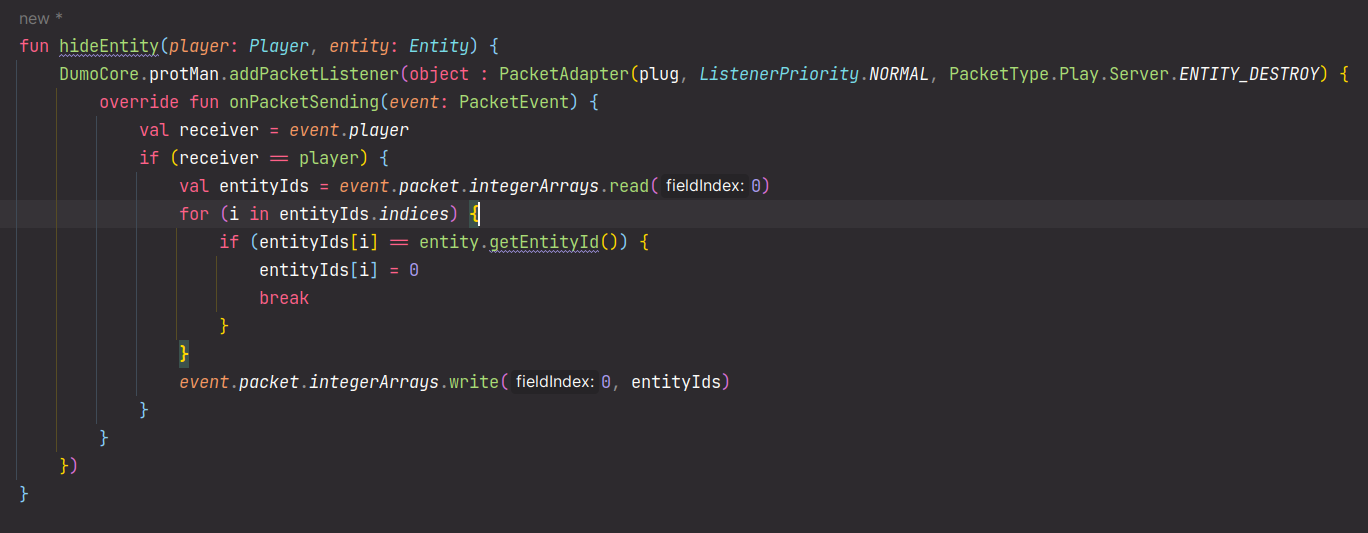 new *
fun hideEntity(player: Player, entity: Entity) {
    DumoCore.protMan.addPacketListener(object : PacketAdapter(plug, ListenerPriority.NORMAL, PacketType.Play.Server.ENTITY_DESTROY) {
        override fun onPacketSending(event: PacketEvent) {
            val receiver = event.player
            if (receiver == player) {
                val entityIds = event.packet.integerArrays.read( fieldIndex: 0)
                for (i in entityIds.indices) {
                    if (entityIds[i] == entity.getEntityId()) {
                        entityIds[i] = 0
                        break
                    }
                }
                event.packet.integerArrays.write( fieldIndex: 0, entityIds)
            }
        }
    })
}